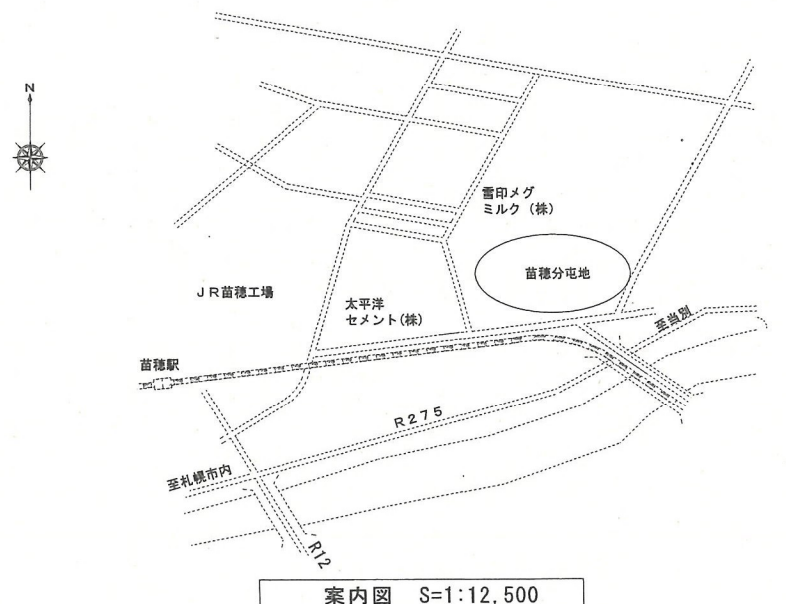 N
雪印メグ
ミルク（株）
苗穂分屯地
ＪＲ苗穂工場
太平洋
セメント(株)
至当別
苗穂駅
R275
至札幌市内
R12
案内図　S=1:12,500